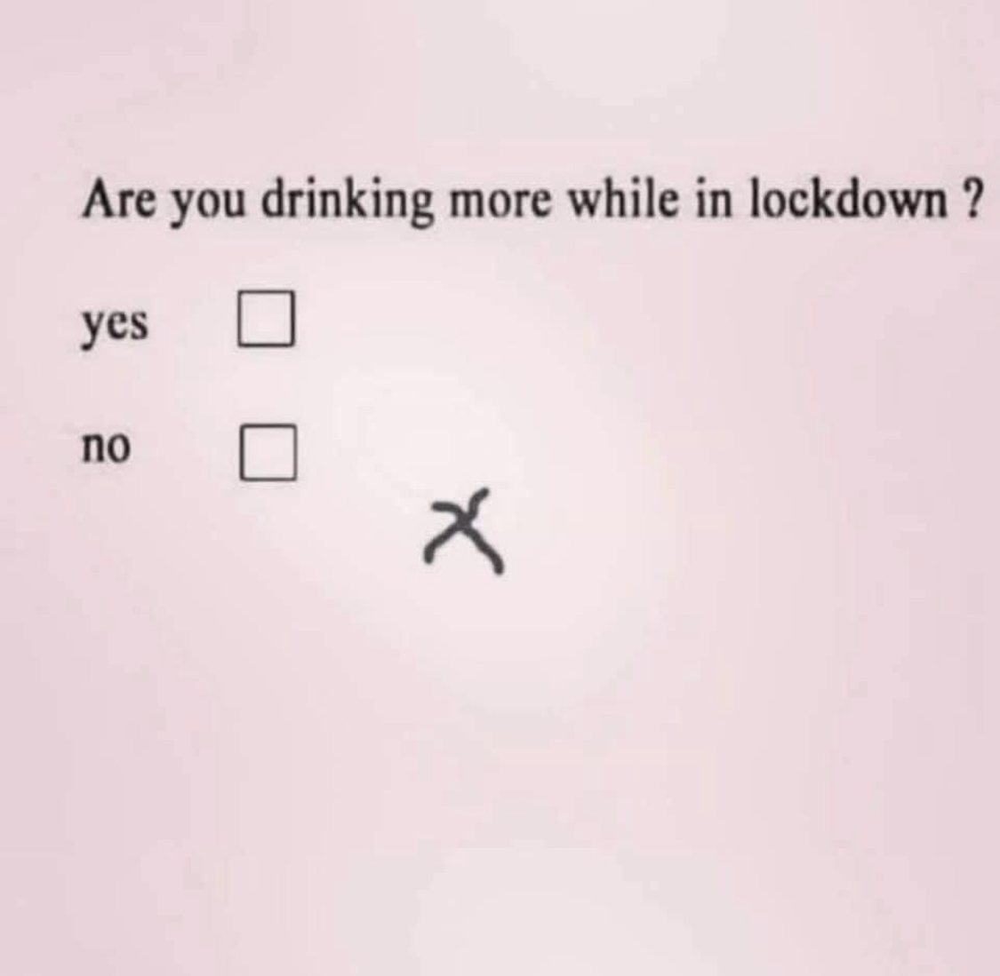 Are you drinking more while in lockdown ?
yes ☐
no ☐
x